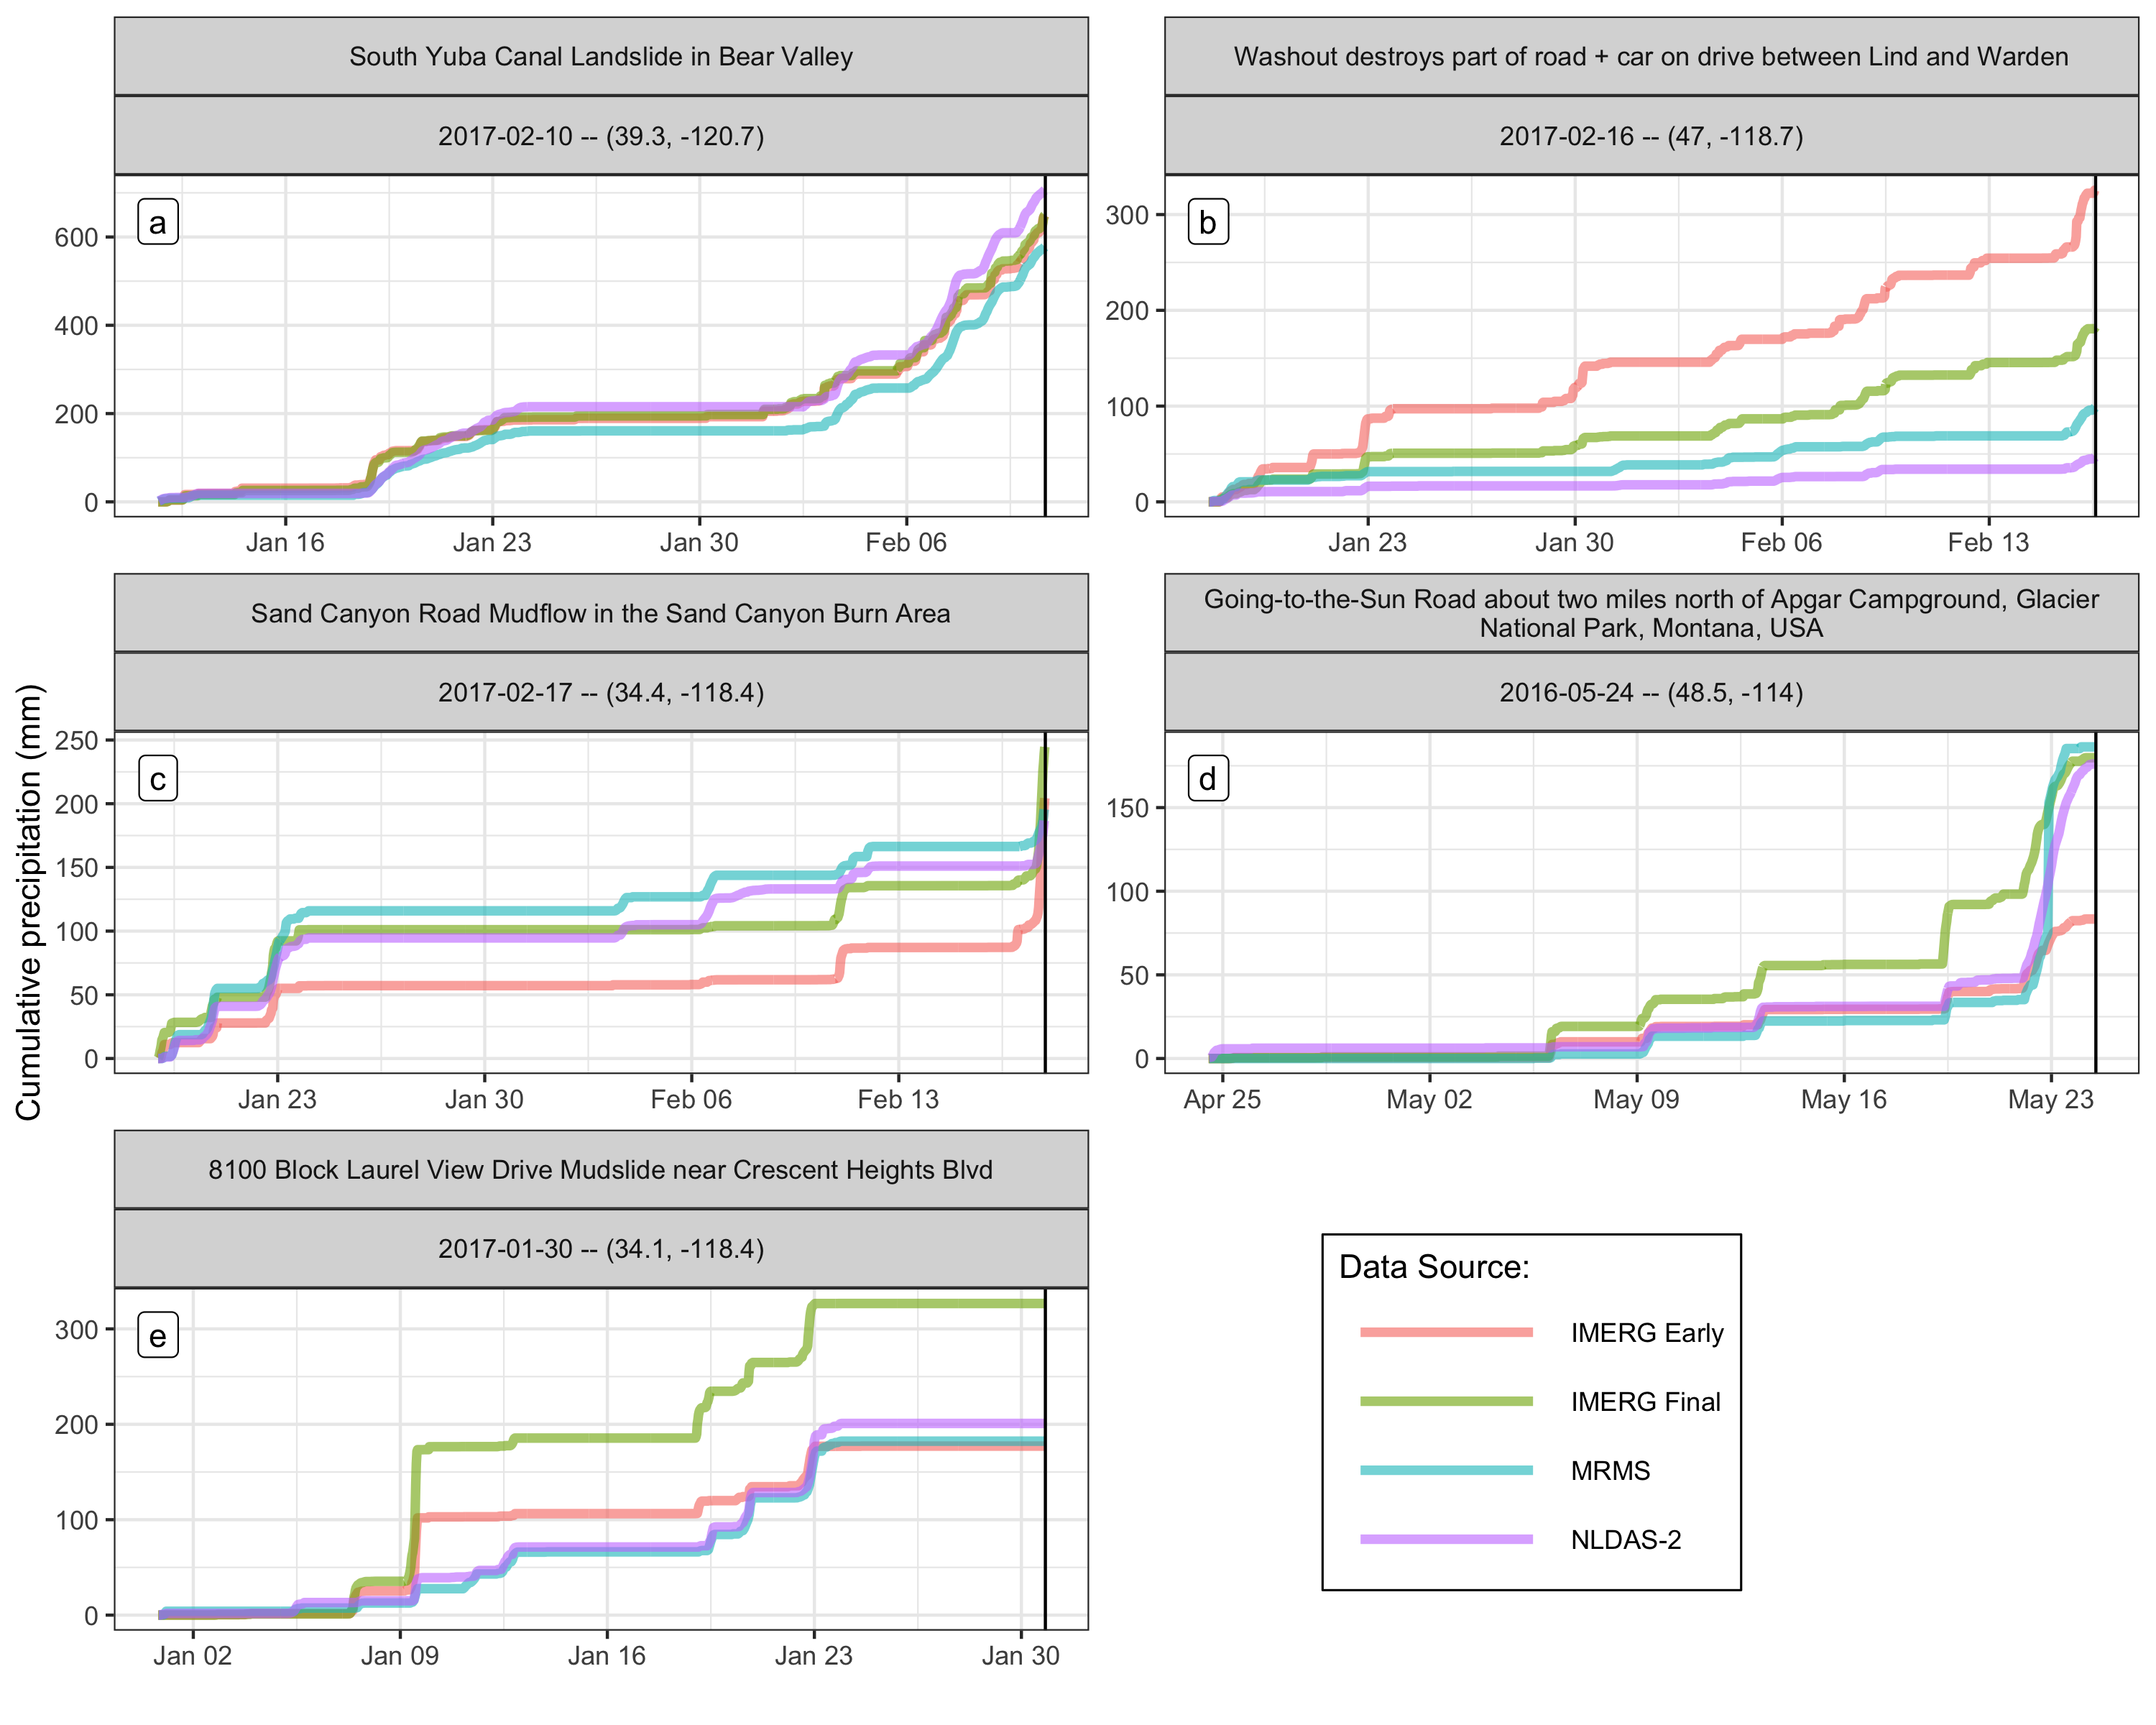 South Yuba Canal Landslide in Bear Valley
2017-02-10 -- (39.3, -120.7)
a
600
400
200
0
Jan 16 Jan 23 Jan 30 Feb 06
Washout destroys part of road + car on drive between Lind and Warden
2017-02-16 -- (47, -118.7)
b
300
200
100
0
Jan 23 Jan 30 Feb 06 Feb 13
Cumulative precipitation (mm)
Sand Canyon Road Mudflow in the Sand Canyon Burn Area
2017-02-17 -- (34.4, -118.4)
c
250
200
150
100
50
0
Jan 23 Jan 30 Feb 06 Feb 13
Going-to-the-Sun Road about two miles north of Apgar Campground, Glacier
National Park, Montana, USA
2016-05-24 -- (48.5, -114)
d
150
100
50
0
Apr 25 May 02 May 09 May 16 May 23
8100 Block Laurel View Drive Mudslide near Crescent Heights Blvd
2017-01-30 -- (34.1, -118.4)
e
300
200
100
0
Jan 02 Jan 09 Jan 16 Jan 23 Jan 30
Data Source:
IMERG Early
IMERG Final
MRMS
NLDAS-2